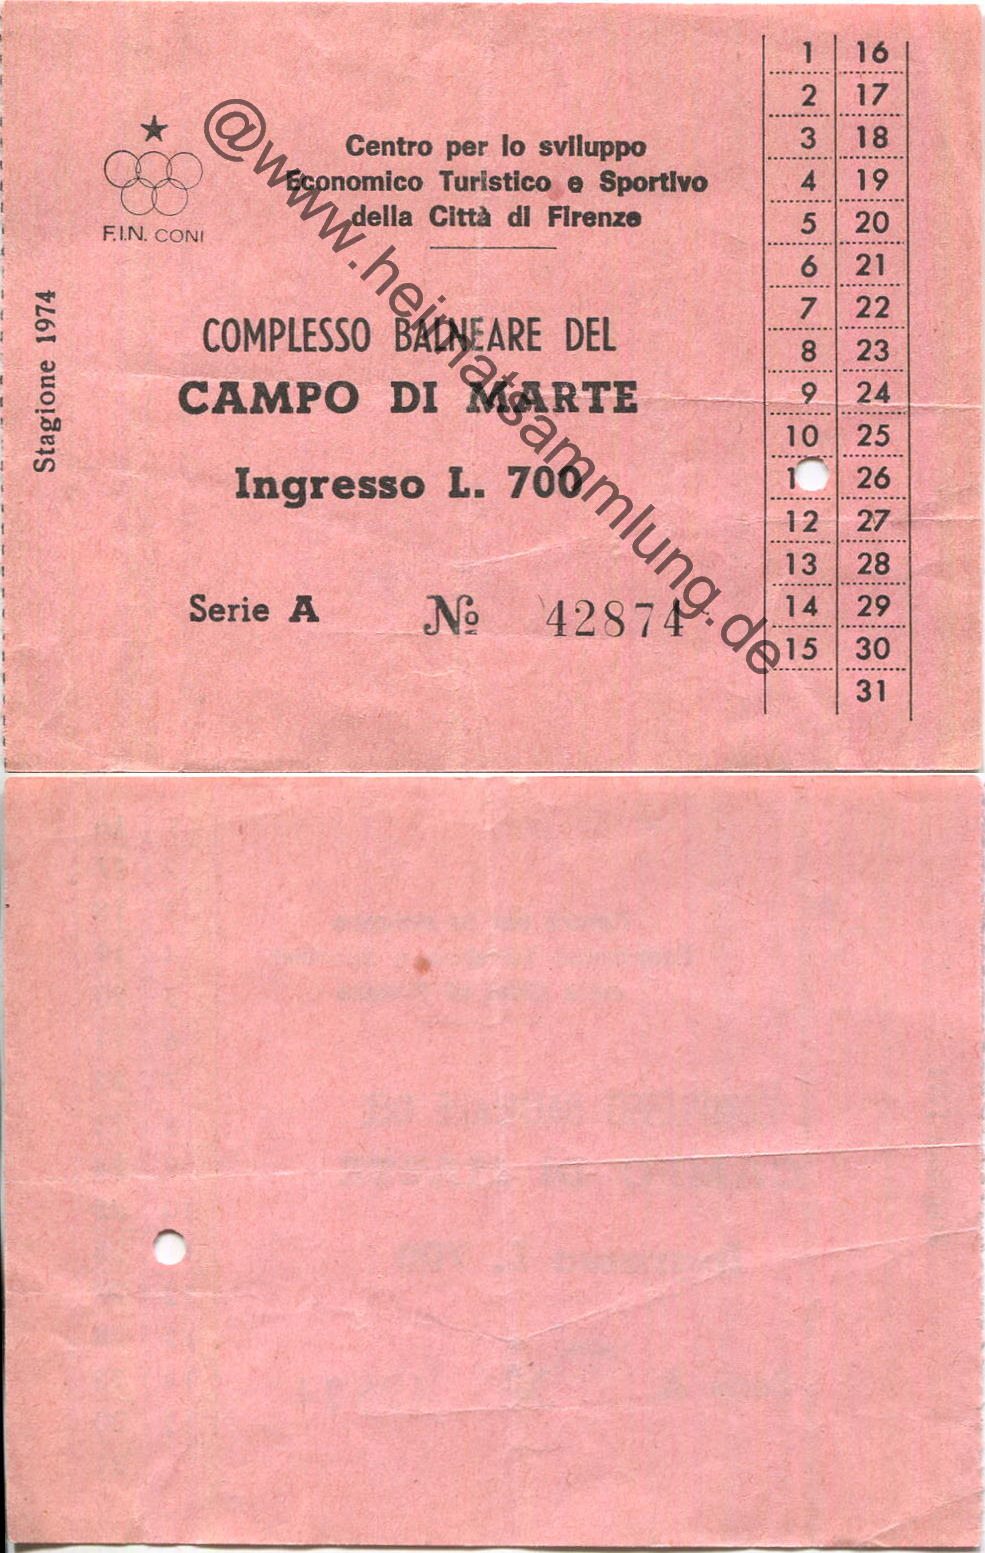 Centro per lo sviluppo
Economico Turistico e Sportivo
della Città di Firenze
F.I.N. CONI
Stagione 1974
COMPLESSO BALNEARE DEL
CAMPO DI MARTE
Ingresso L. 700
Serie A No 42874
1 16
2 17
3 18
4 19
5 20
6 21
7 22
8 23
9 24
10 25
1 26
12 27
13 28
14 29
15 30
31
@www.heimatsammlung.de